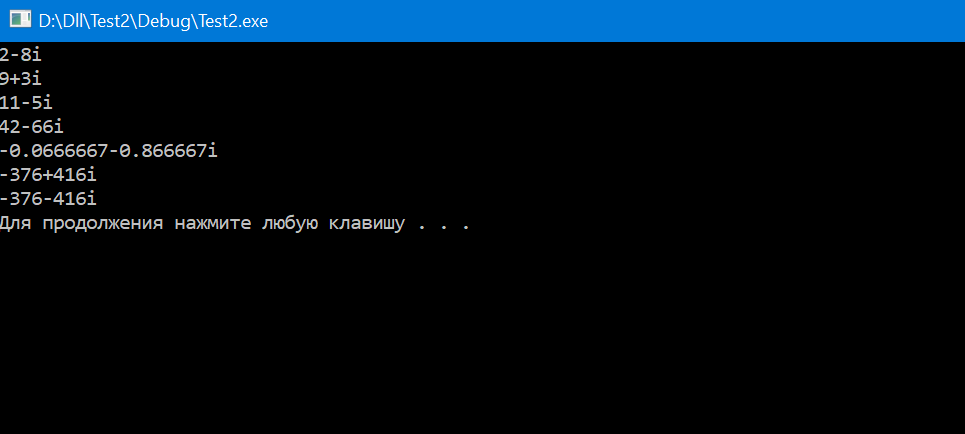 D:\Dll\Test2\Debug\Test2.exe
2-8i
9+3i
11-5i
42-66i
-0.0666667-0.866667i
-376+416i
-376-416i
Для продолжения нажмите любую клавишу . . .